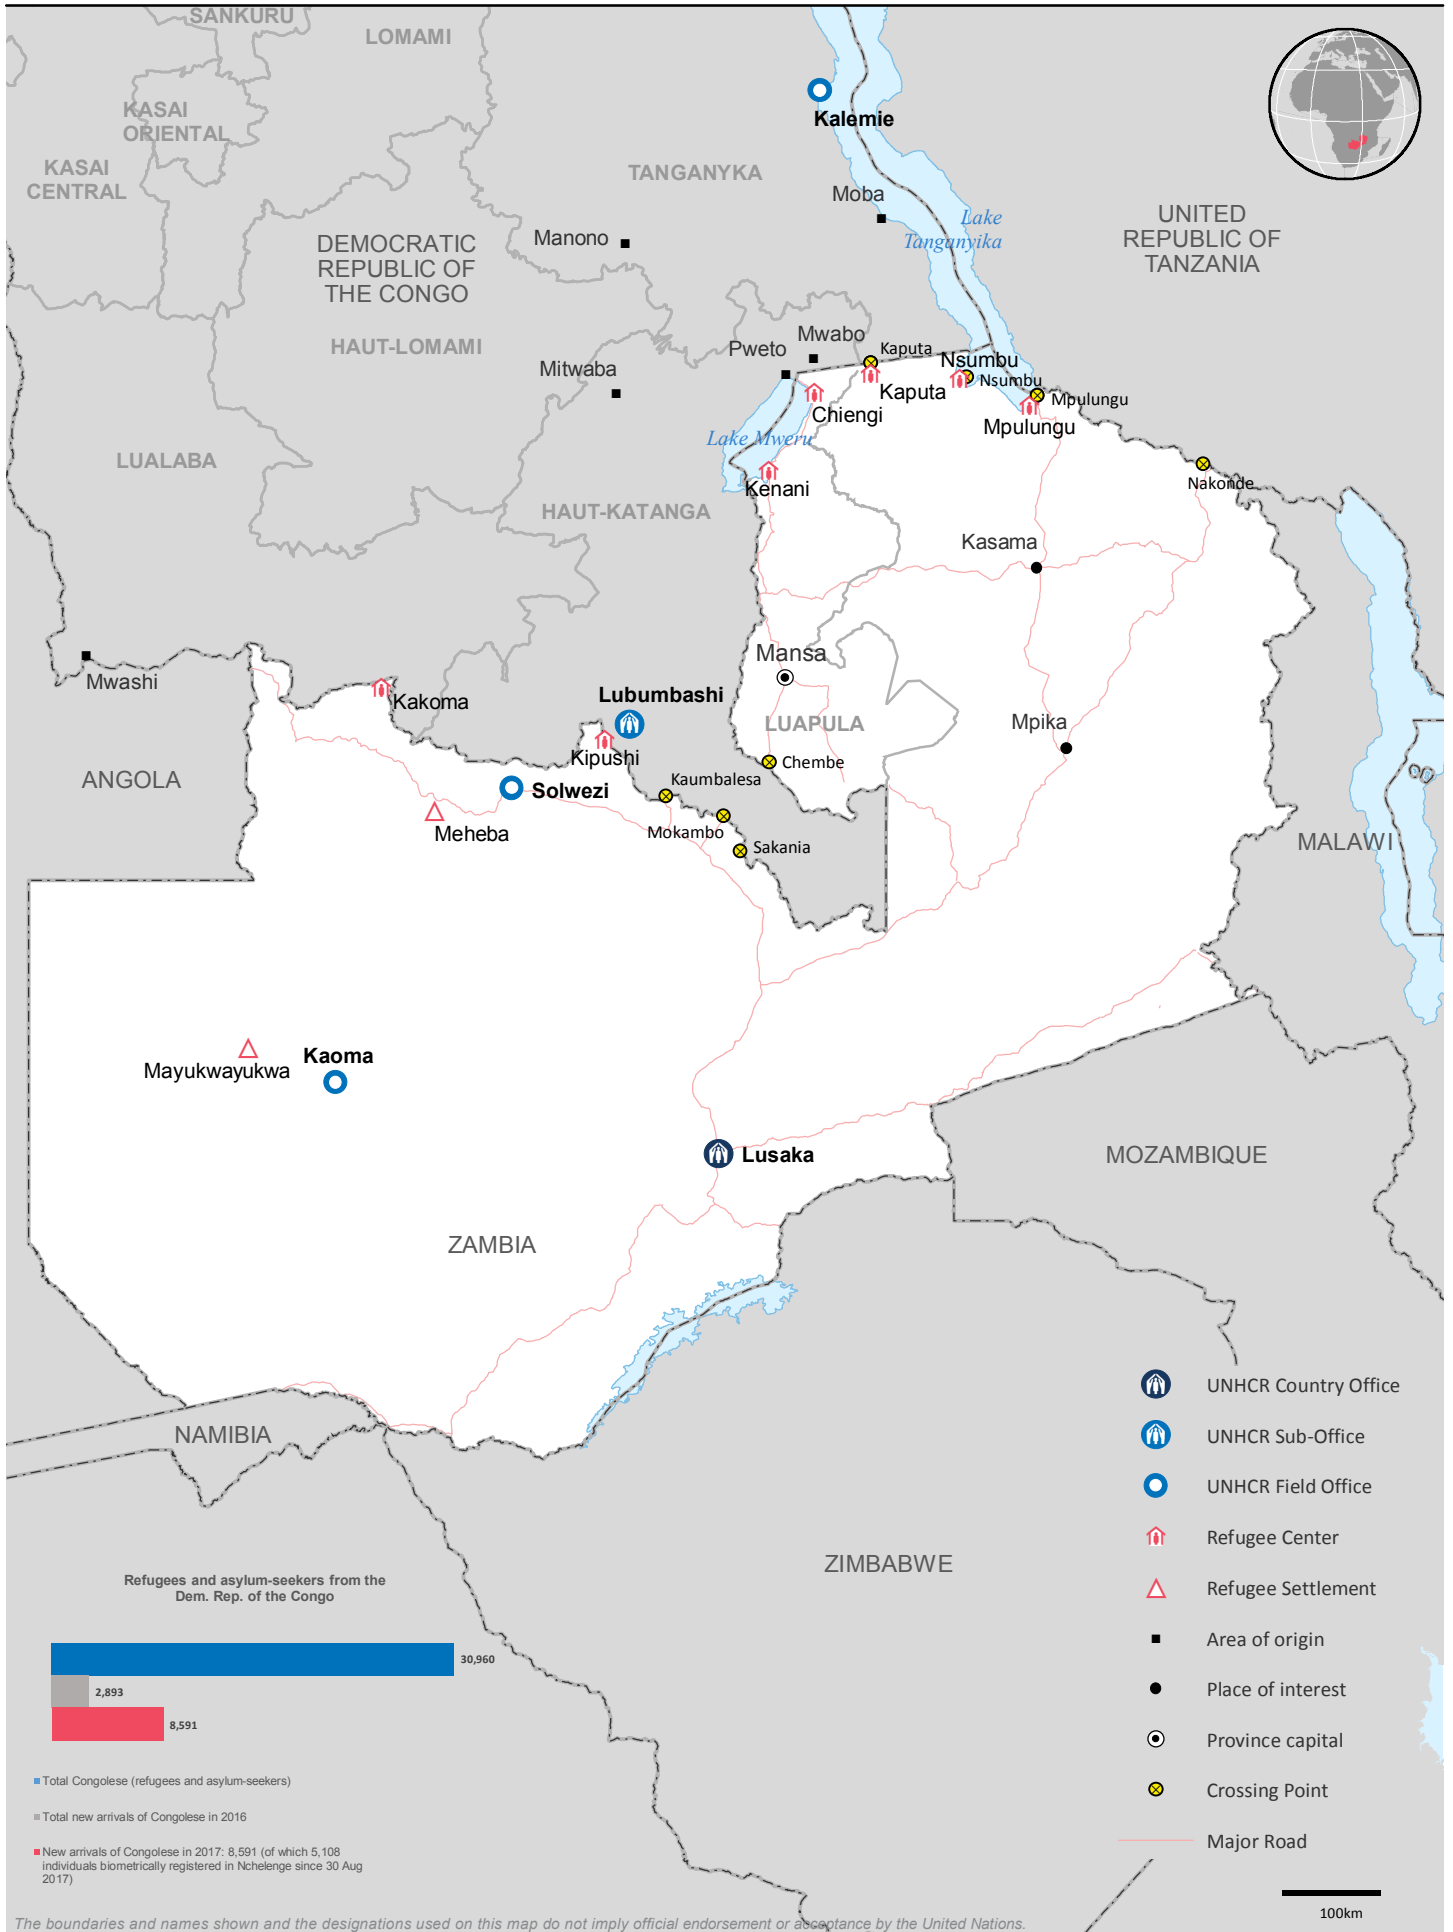 SANKURU
LOMAMI
KASAI
ORIENTAL
KASAI
CENTRAL
Kalemie
TANGANYKA
Moba
Lake
Tanganyika
UNITED
REPUBLIC OF
TANZANIA
Manono
DEMOCRATIC
REPUBLIC OF
THE CONGO
HAUT-LOMAMI
Mwabo
Pweto
Kaputa
Nsumbu
Mitwaba
Kaputa
Nsumbu
Mpulungu
Chiengi
Mpulungu
Lake Mweru
LUALABA
Kenani
Nakonde
HAUT-KATANGA
Kasama
Mansa
Mwashi
Kakoma
Lubumbashi
LUAPULA
Mpika
Kipushi
Chembe
ANGOLA
Kaumbalesa
Solwezi
Meheba
Mokambo
Sakania
MALAWI
Kaoma
Mayukwayukwa
Lusaka
MOZAMBIQUE
ZAMBIA
NAMIBIA
ZIMBABWE
UNHCR Country Office
UNHCR Sub-Office
UNHCR Field Office
Refugee Center
Refugee Settlement
Area of origin
Place of interest
Province capital
Crossing Point
Major Road
100km
Refugees and asylum-seekers from the
Dem. Rep. of the Congo
30,960
2,893
8,591
Total Congolese (refugees and asylum-seekers)
Total new arrivals of Congolese in 2016
New arrivals of Congolese in 2017: 8,591 (of which 5,108
individuals biometrically registered in Nchelenge since 30 Aug
2017)
The boundaries and names shown and the designations used on this map do not imply official endorsement or acceptance by the United Nations.